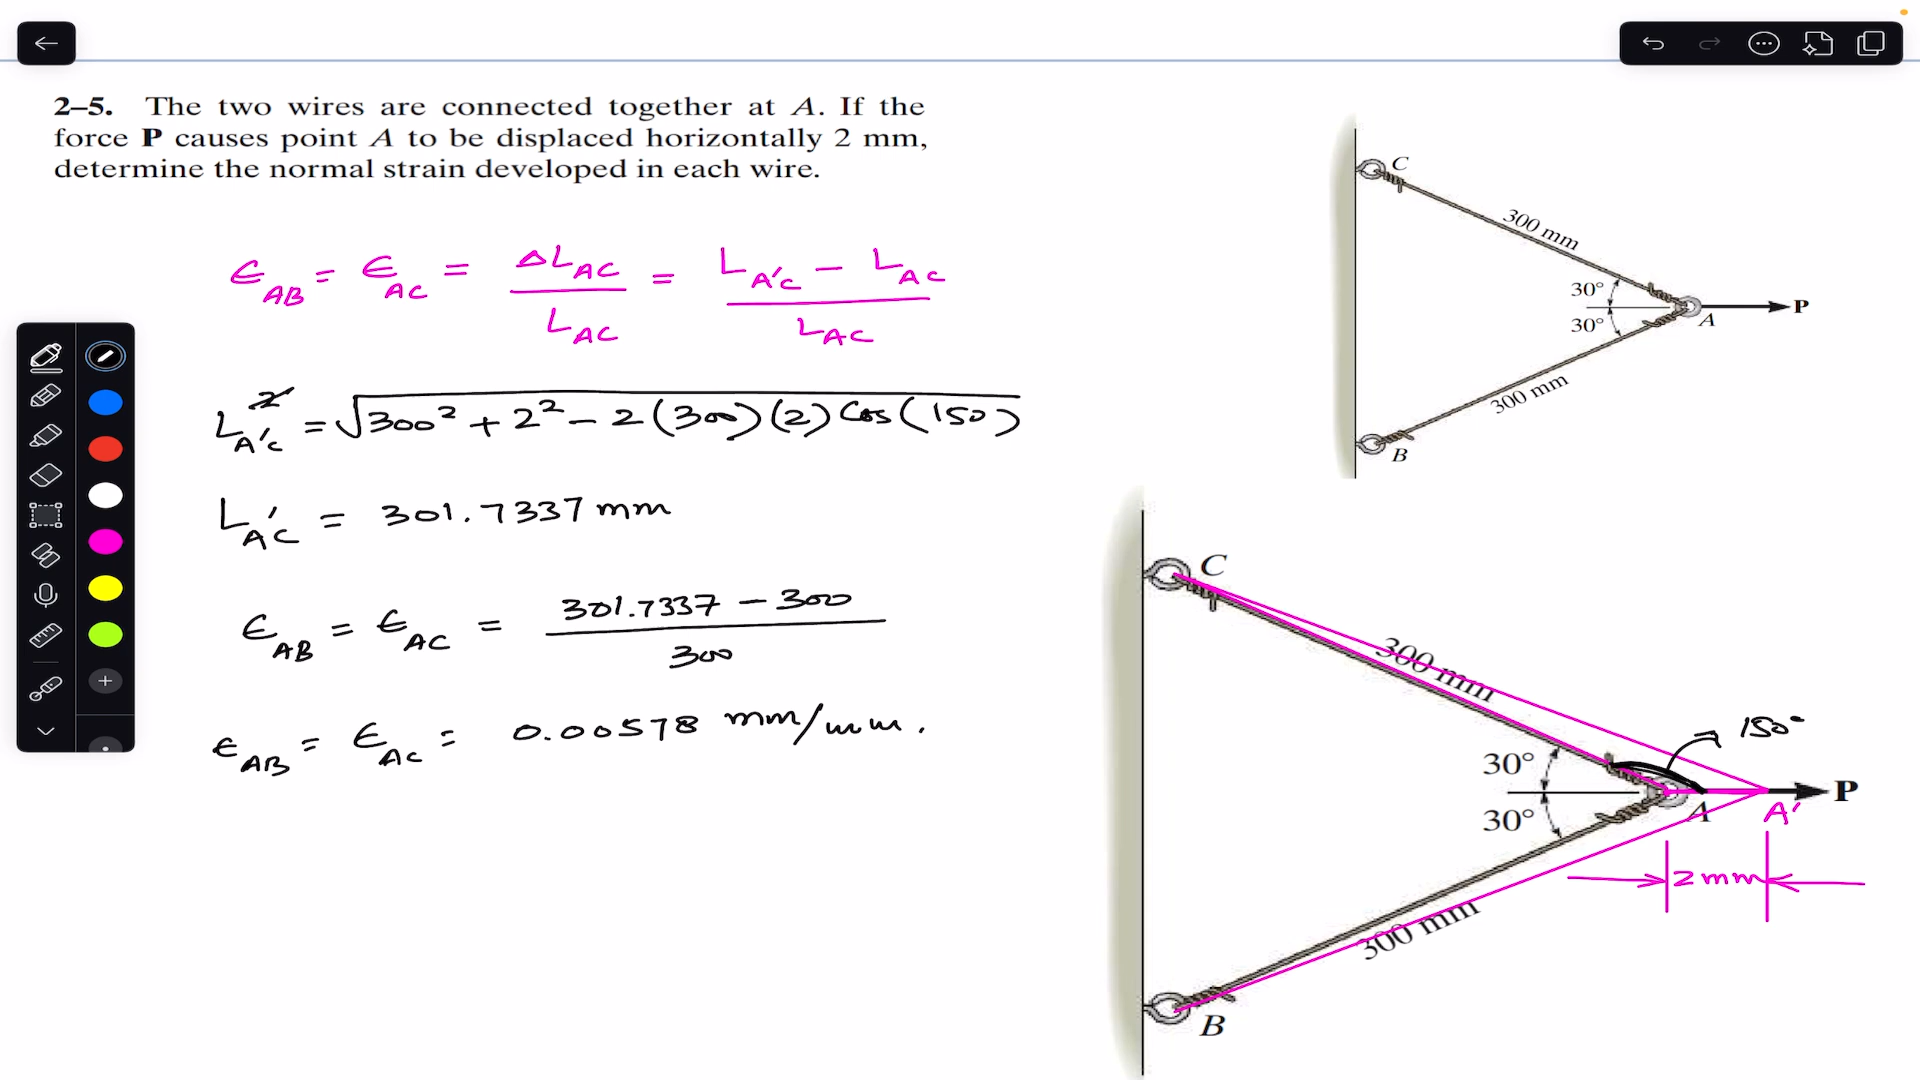 2–5. The two wires are connected together at A. If the
force P causes point A to be displaced horizontally 2 mm,
determine the normal strain developed in each wire.
ϵ_AB = ϵ_AC = ΔL_AC / L_AC = (L_A'C − L_AC) / L_AC
L_A'C² = √(300² + 2² − 2(300)(2) Cos(150))
L_A'C = 301.7337 mm
ϵ_AB = ϵ_AC = (301.7337 − 300) / 300
ϵ_AB = ϵ_AC = 0.00578 mm/mm.
C
300 mm
30°
30°
A
P
300 mm
B
C
300 mm
150°
30°
30°
A
A'
P
2mm
300 mm
B